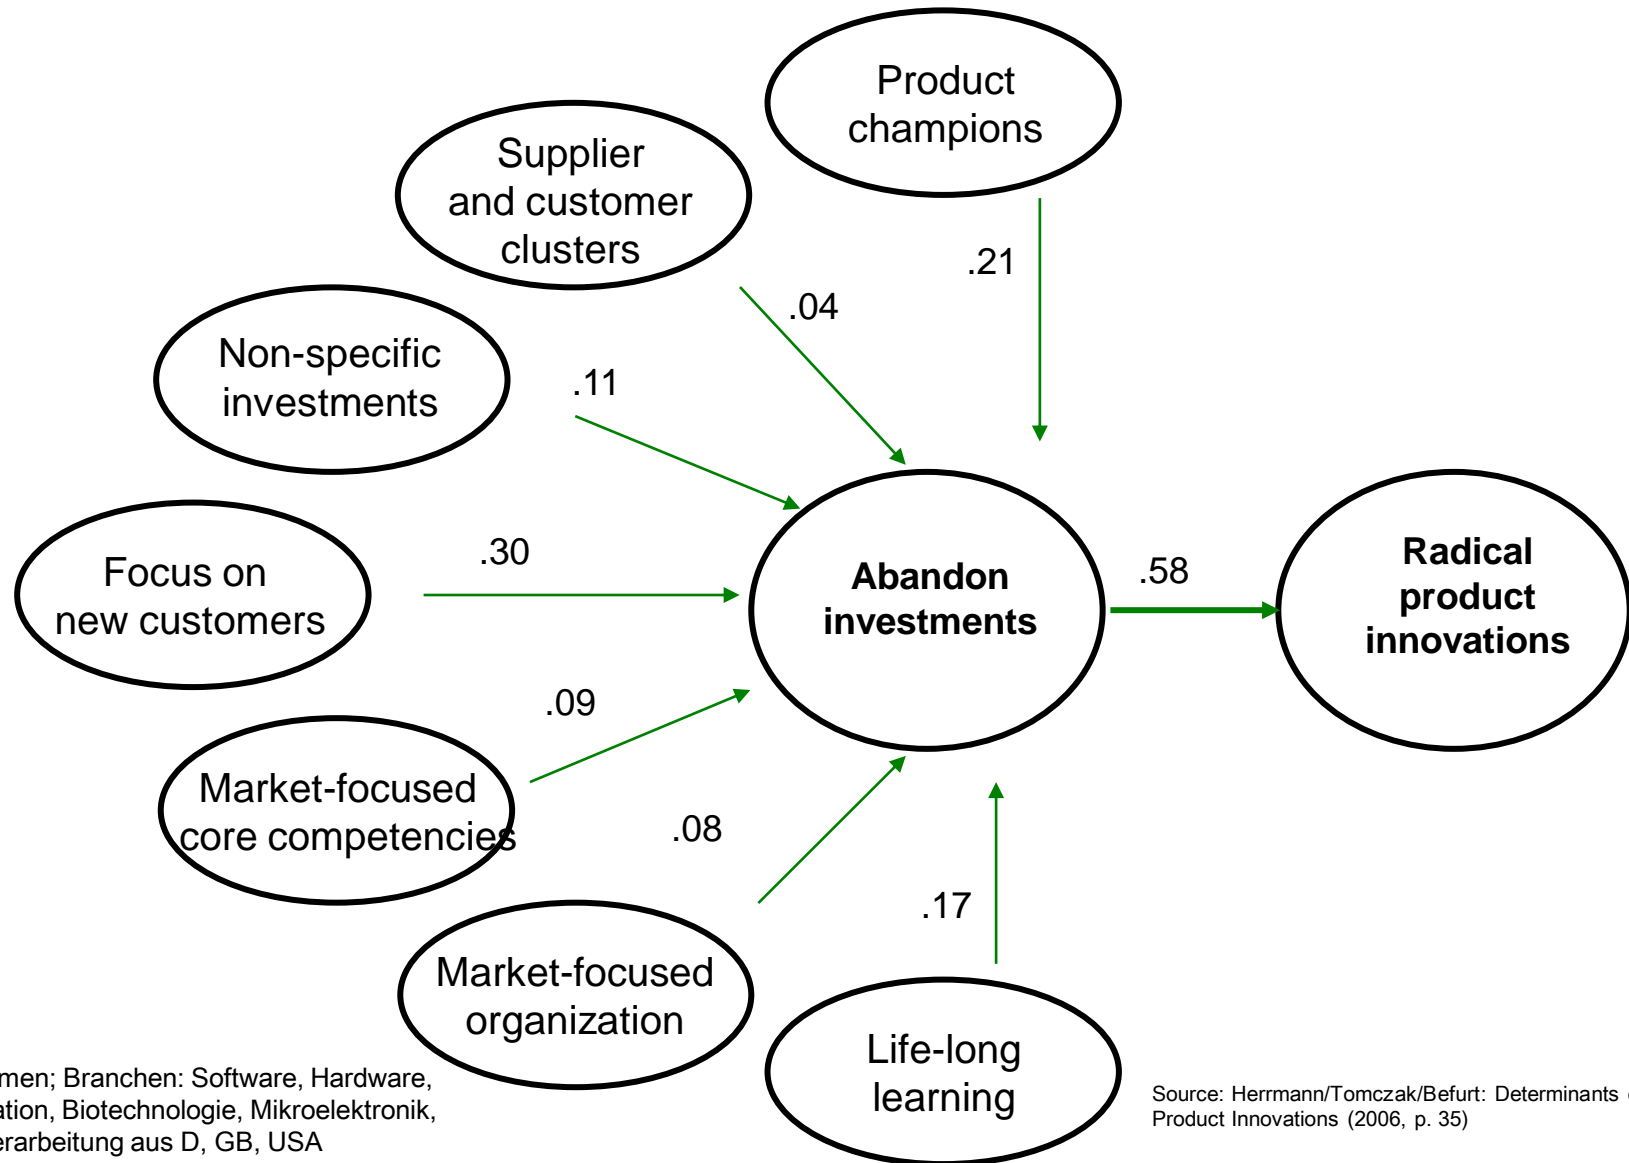 Product
champions
Supplier
and customer
clusters
.21
.04
Non-specific
investments
.11
Focus on
new customers
.30
Abandon
investments
.58
Radical
product
innovations
.09
Market-focused
core competencies
.08
.17
Market-focused
organization
Life-long
learning
men; Branchen: Software, Hardware,
ation, Biotechnologie, Mikroelektronik,
erarbeitung aus D, GB, USA
Source: Herrmann/Tomczak/Befurt: Determinants
Product Innovations (2006, p. 35)